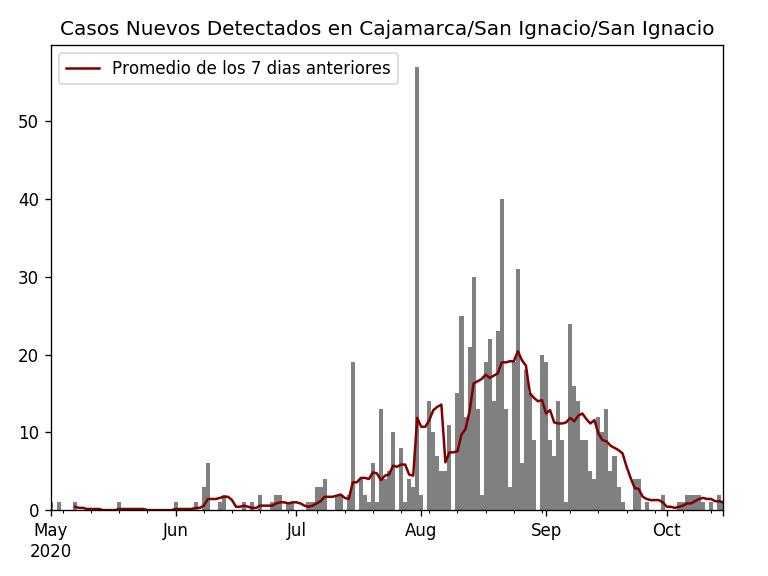 Casos Nuevos Detectados en Cajamarca/San Ignacio/San Ignacio
Promedio de los 7 dias anteriores
50
40
30
20
10
0
May Jun Jul Aug Sep Oct
2020